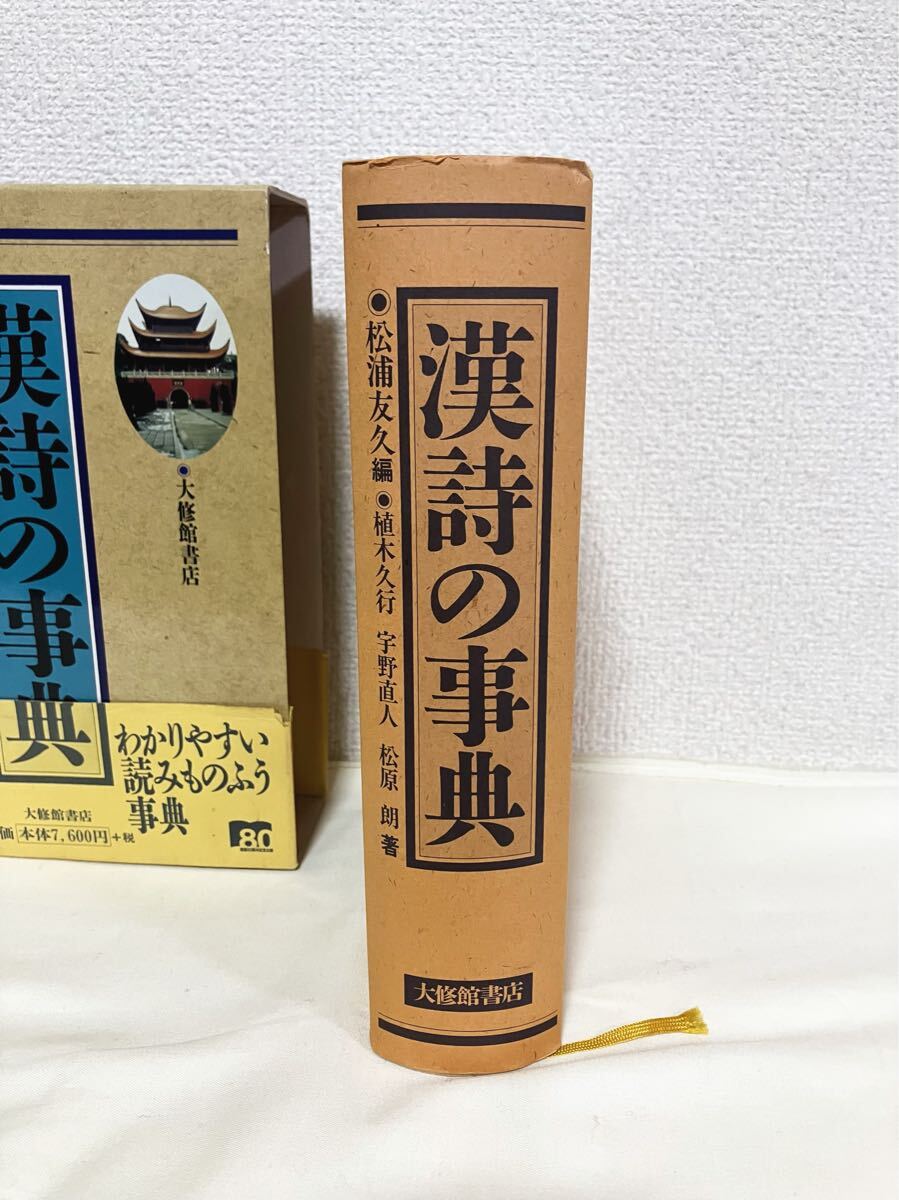 漢詩の事典
●大修館書店
わかりやすい
読みものふう
事典
大修館書店
価 本体7,600円+税
80
漢詩の事典
●松浦友久編●植木久行 宇野直人 松原 朗著
大修館書店